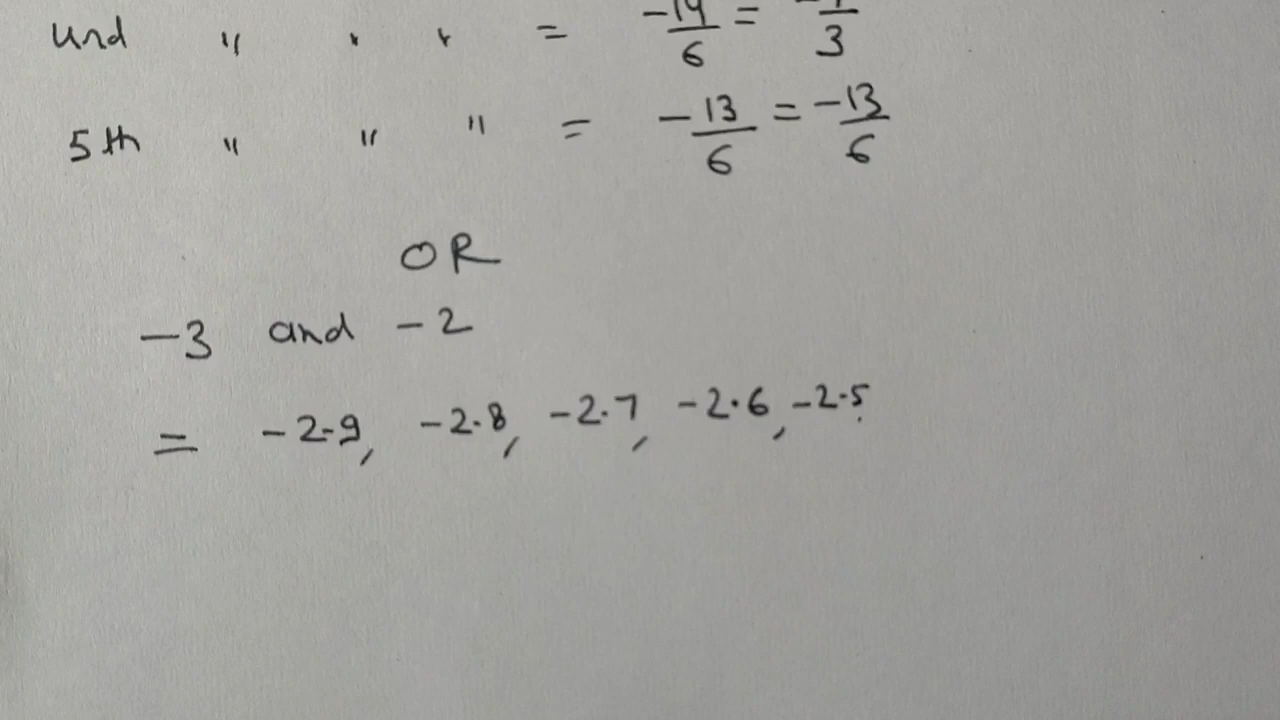 4nd " " " = -14/6 = -7/3
5th " " " = -13/6 = -13/6
OR
-3 and -2
= -2.9, -2.8, -2.7, -2.6, -2.5